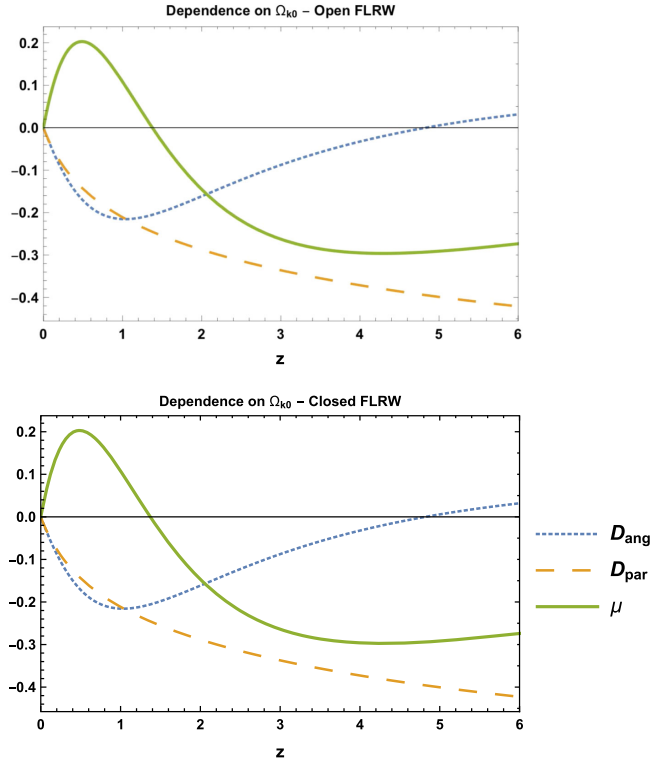 Dependence on Ωk0 – Open FLRW
0.2
0.1
0.0
−0.1
−0.2
−0.3
−0.4
0 1 2 3 4 5 6
z
Dependence on Ωk0 – Closed FLRW
0.2
0.1
0.0
−0.1
−0.2
−0.3
−0.4
0 1 2 3 4 5 6
z
Dang
Dpar
μ